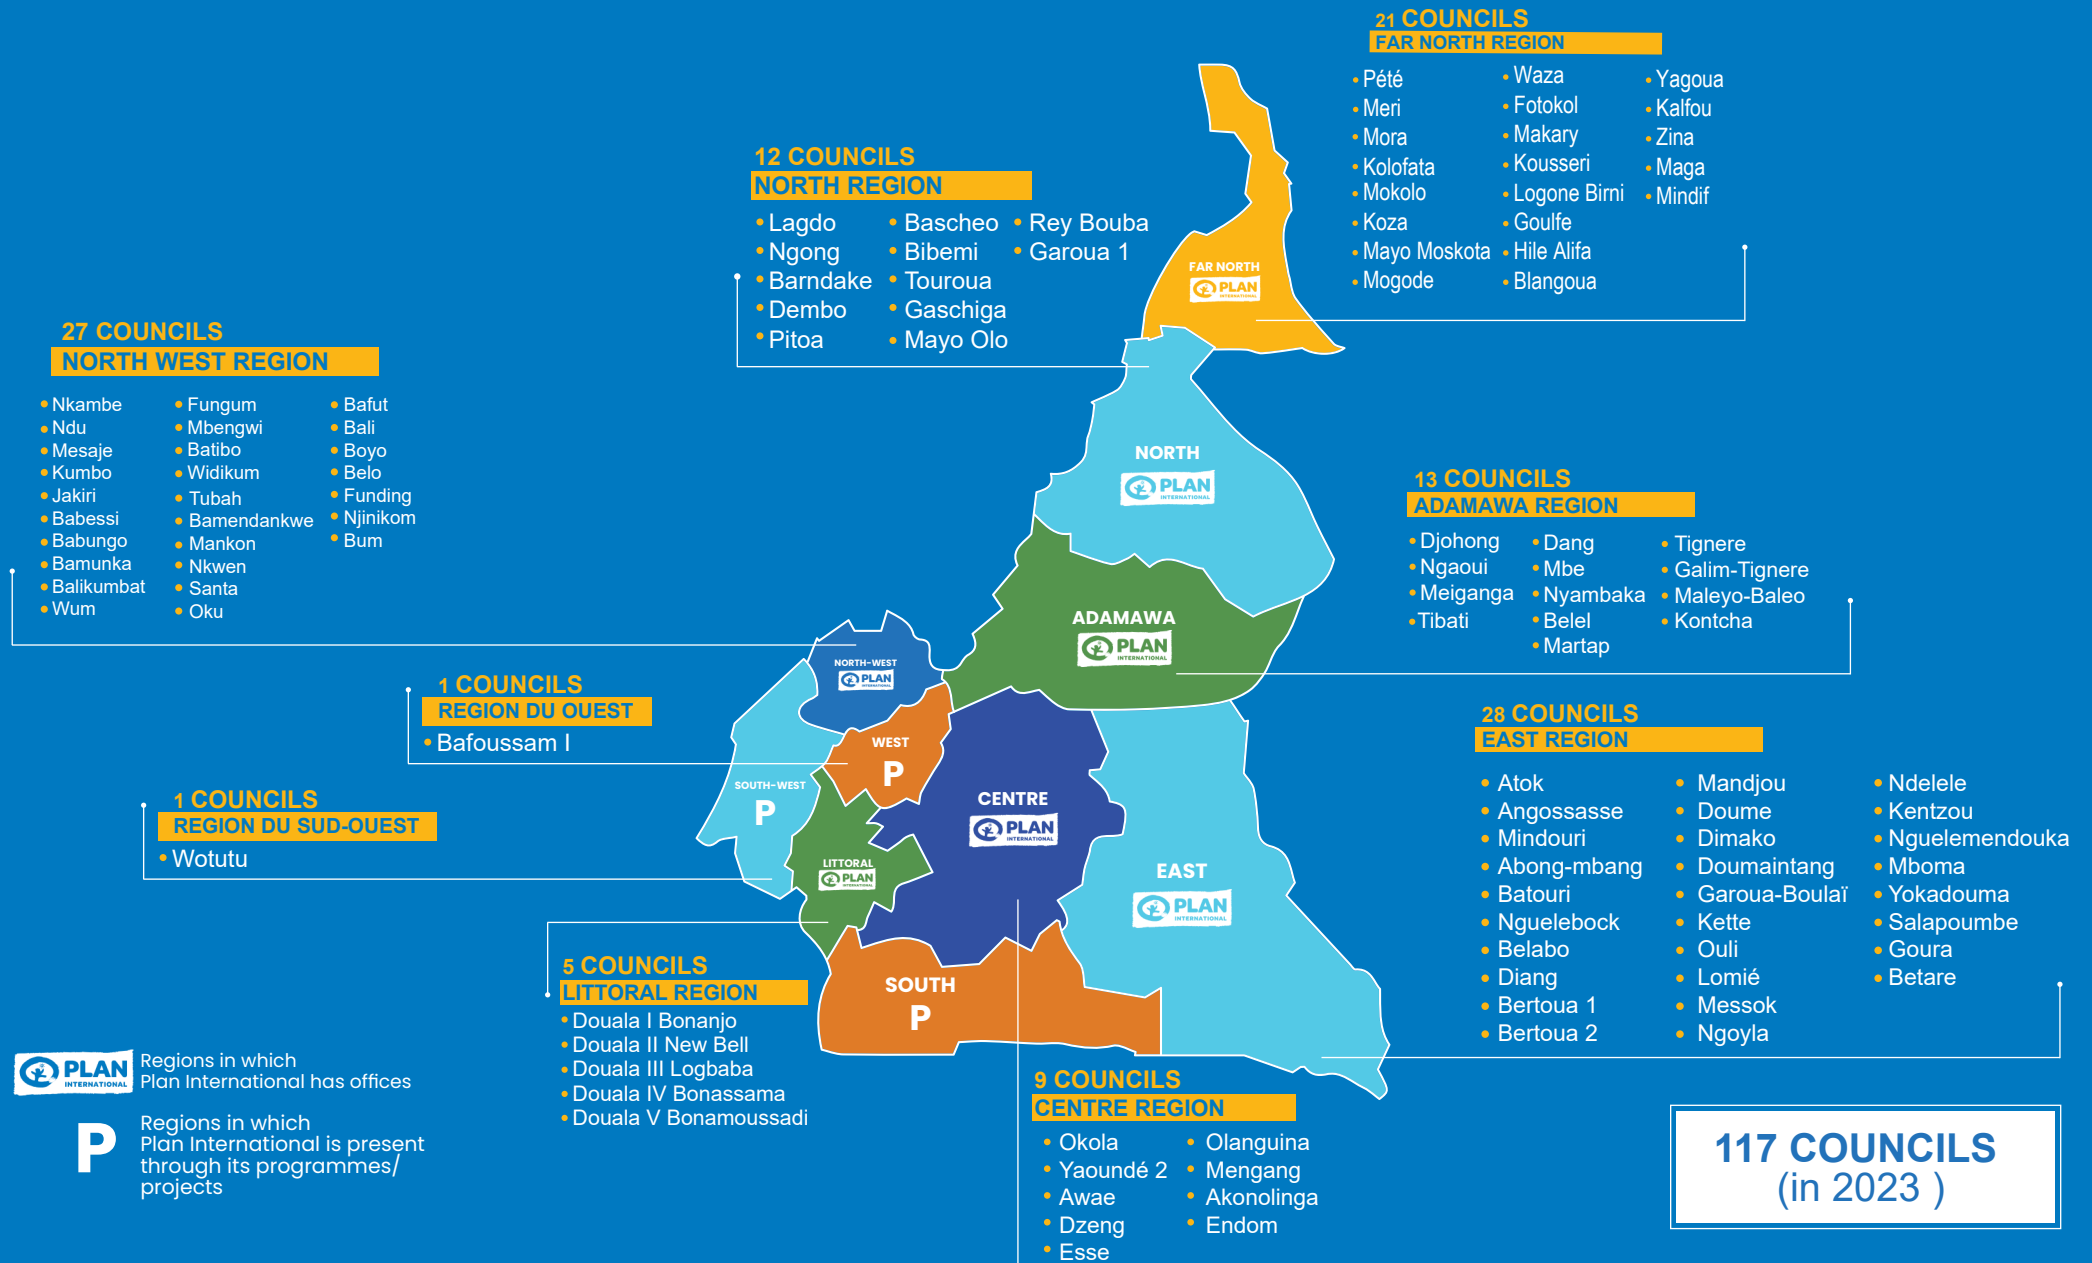 21 COUNCILS
FAR NORTH REGION
Pété
Meri
Mora
Kolofata
Mokolo
Koza
Mayo Moskota
Mogode
Waza
Fotokol
Makary
Kousseri
Logone Birni
Goulfe
Hile Alifa
Blangoua
Yagoua
Kalfou
Zina
Maga
Mindif
12 COUNCILS
NORTH REGION
Lagdo
Ngong
Barndake
Dembo
Pitoa
Bascheo
Bibemi
Touroua
Gaschiga
Mayo Olo
Rey Bouba
Garoua 1
27 COUNCILS
NORTH WEST REGION
Nkambe
Ndu
Mesaje
Kumbo
Jakiri
Babessi
Babungo
Bamunka
Balikumbat
Wum
Fungum
Mbengwi
Batibo
Widikum
Tubah
Bamendankwe
Mankon
Nkwen
Santa
Oku
Bafut
Bali
Boyo
Belo
Funding
Njinikom
Bum
13 COUNCILS
ADAMAWA REGION
Djohong
Ngaoui
Meiganga
Tibati
Dang
Mbe
Nyambaka
Belel
Martap
Tignere
Galim-Tignere
Maleyo-Baleo
Kontcha
1 COUNCILS
REGION DU OUEST
Bafoussam I
1 COUNCILS
REGION DU SUD-OUEST
Wotutu
28 COUNCILS
EAST REGION
Atok
Angossasse
Mindouri
Abong-mbang
Batouri
Nguelebock
Belabo
Diang
Bertoua 1
Bertoua 2
Mandjou
Doume
Dimako
Doumaintang
Garoua-Boulaï
Kette
Ouli
Lomié
Messok
Ngoyla
Ndelele
Kentzou
Nguelemendouka
Mboma
Yokadouma
Salapoumbe
Goura
Betare
5 COUNCILS
LITTORAL REGION
Douala I Bonanjo
Douala II New Bell
Douala III Logbaba
Douala IV Bonassama
Douala V Bonamoussadi
9 COUNCILS
CENTRE REGION
Okola
Yaoundé 2
Awae
Dzeng
Esse
Olanguina
Mengang
Akonolinga
Endom
FAR NORTH
PLAN
INTERNATIONAL
NORTH
PLAN
INTERNATIONAL
ADAMAWA
PLAN
INTERNATIONAL
NORTH-WEST
PLAN
INTERNATIONAL
WEST
P
SOUTH-WEST
P
CENTRE
PLAN
INTERNATIONAL
LITTORAL
PLAN
INTERNATIONAL
EAST
PLAN
INTERNATIONAL
SOUTH
P
PLAN
INTERNATIONAL
Regions in which
Plan International has offices
P
Regions in which
Plan International is present
through its programmes/
projects
117 COUNCILS
(in 2023 )